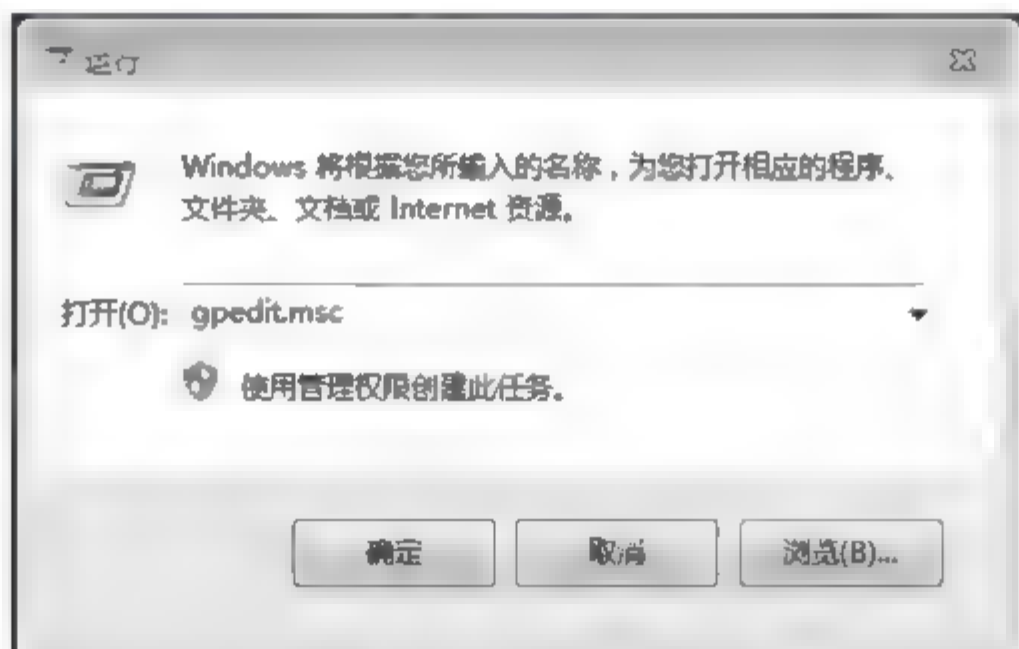 运行
Windows 将根据您所输入的名称，为您打开相应的程序、
文件夹、文档或 Internet 资源。
打开(O): gpedit.msc
使用管理权限创建此任务。
确定 取消 浏览(B)...